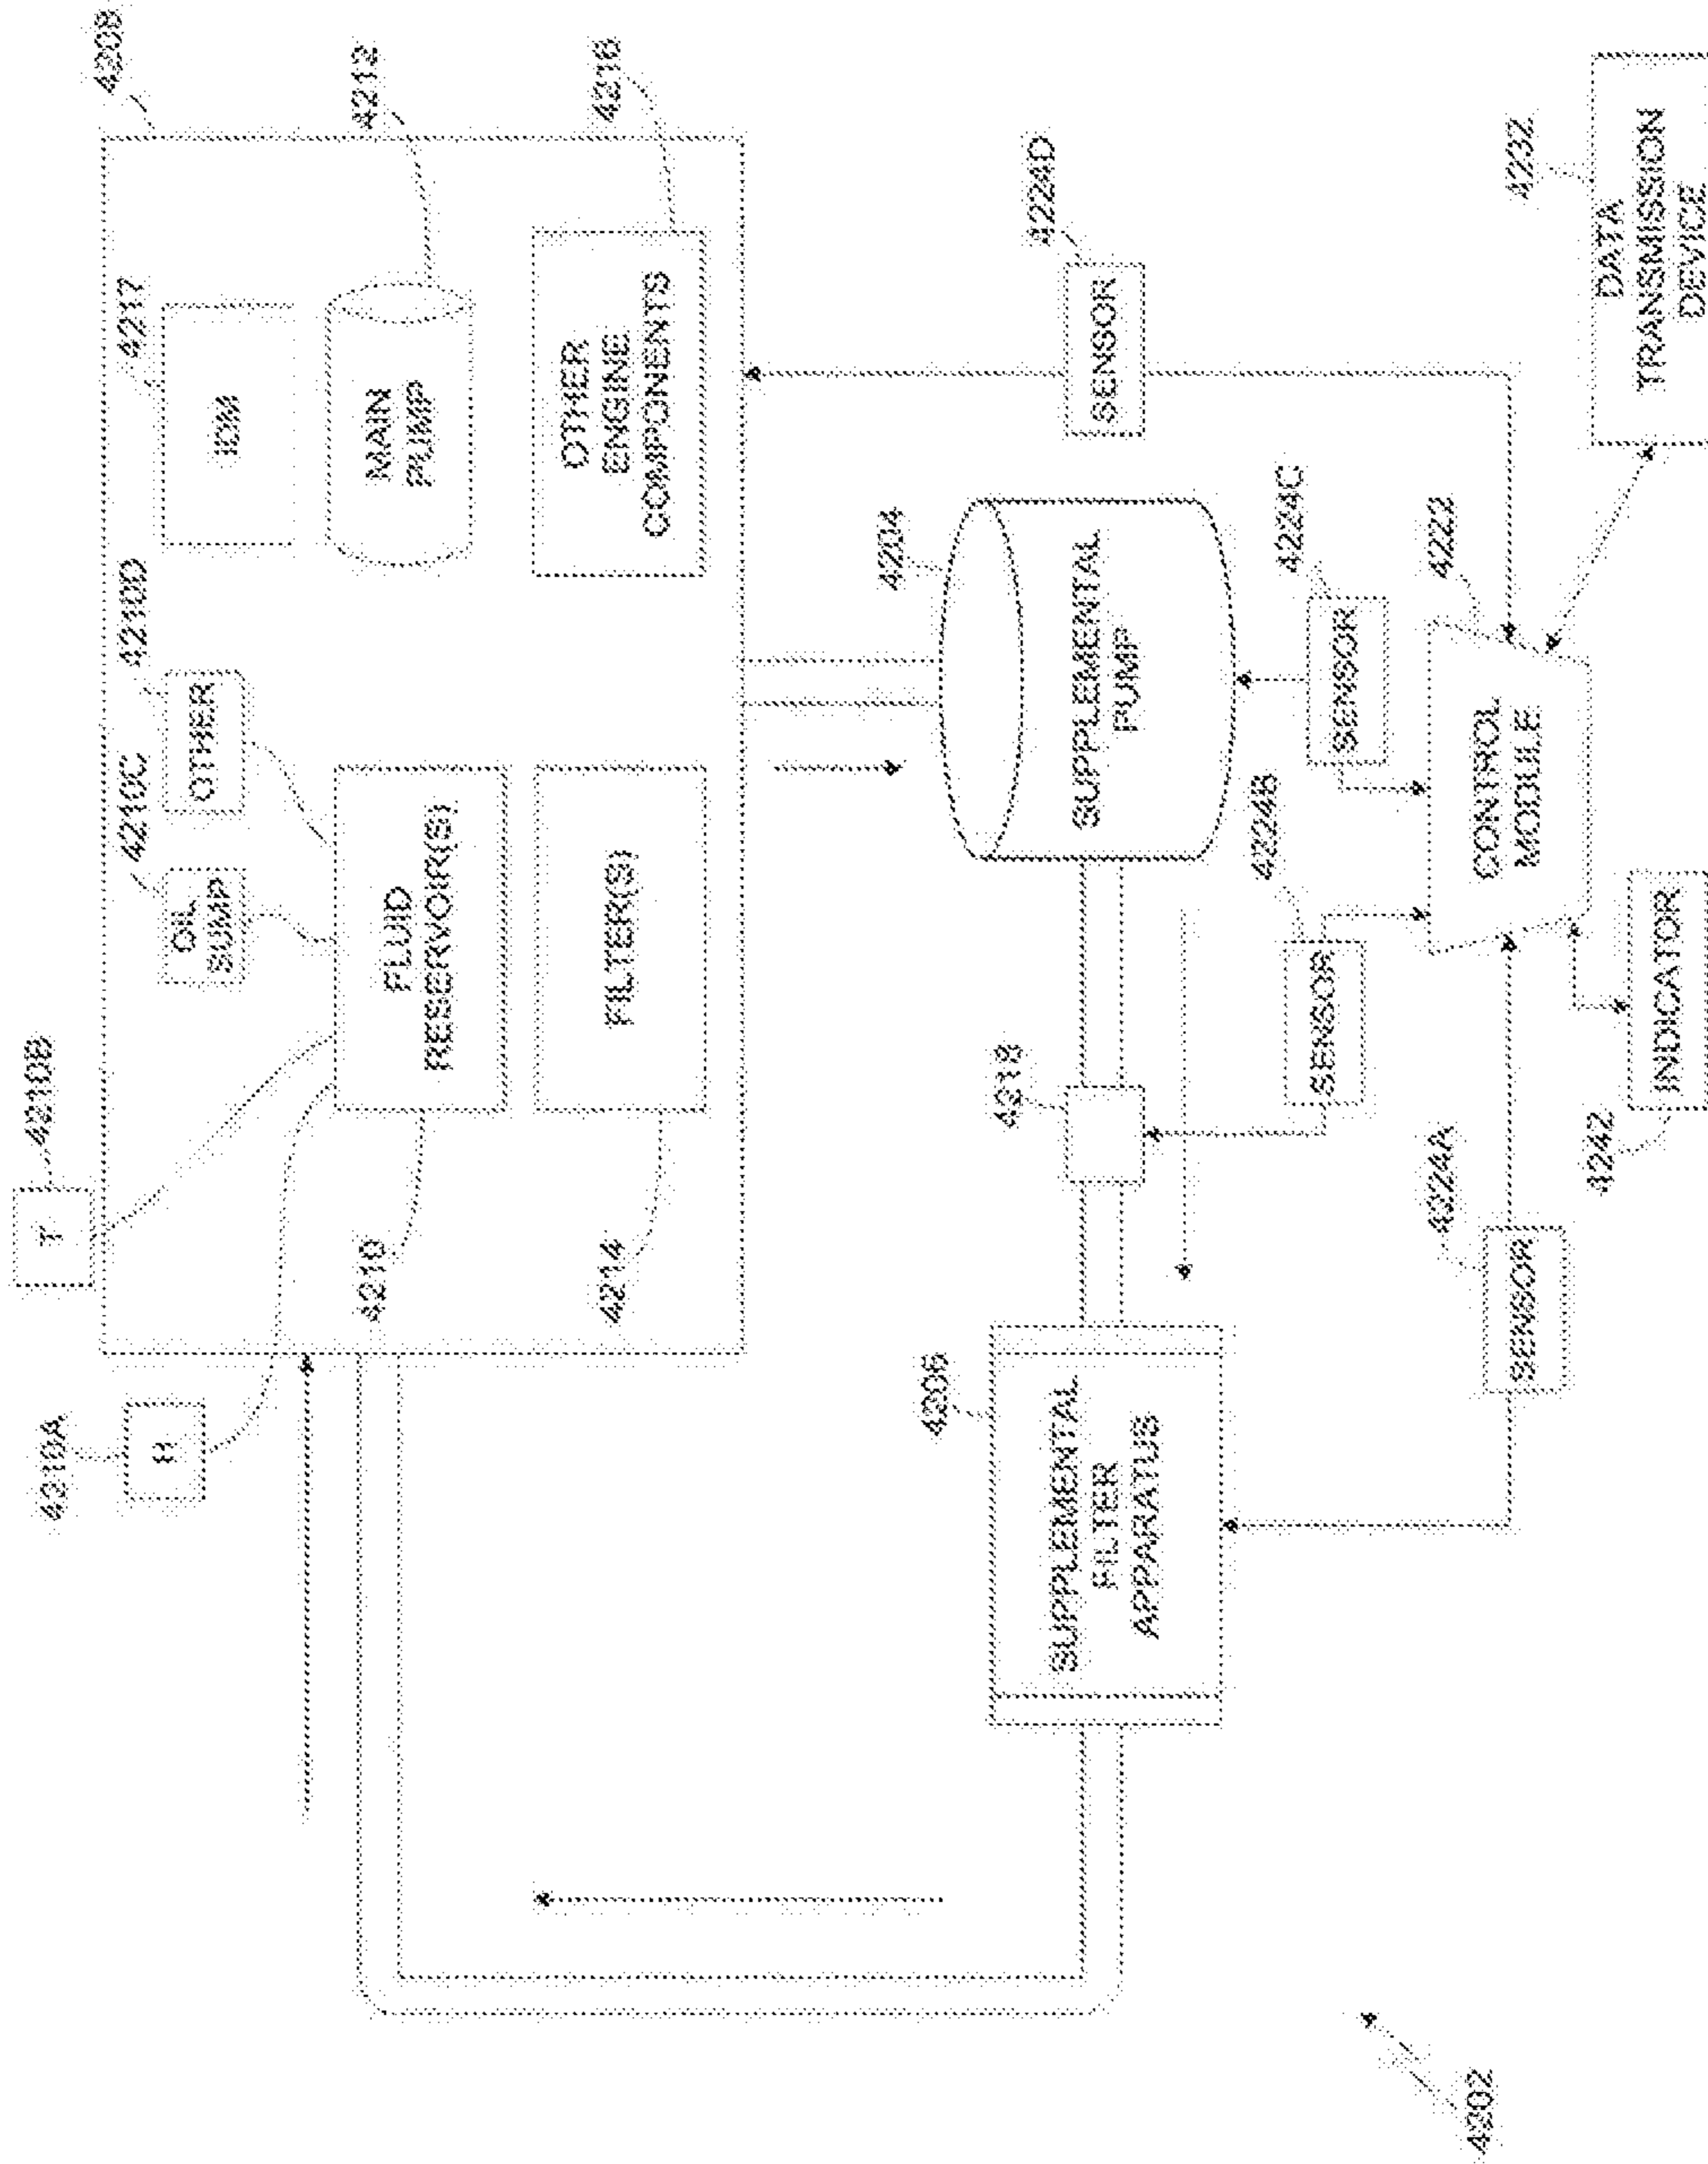 4210B
T
4210A
4208
4217
4210D
4210C
OIL
SUMP
OTHER
IDM
4212
4210
FLUID
RESERVOIR(S)
MAIN
PUMP
4214
FILTER(S)
OTHER
ENGINE
COMPONENTS
4216
4206
4218
4204
4224D
SUPPLEMENTAL
FILTER
APPARATUS
SUPPLEMENTAL
PUMP
SENSOR
4224B
4224C
SENSOR
SENSOR
4224A
4222
SENSOR
CONTROL
MODULE
4202
4232
4242
INDICATOR
DATA
TRANSMISSION
DEVICE